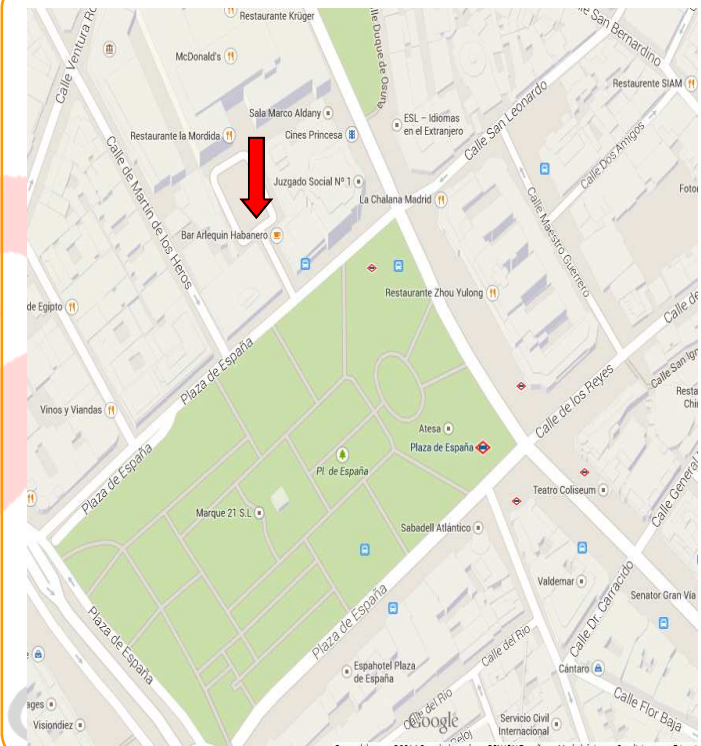 Restaurante Krüger
Calle San Bernardino
Calle Duque de Osuna
McDonald's
Restaurente SIAM
Sala Marco Aldany
ESL – Idiomas
en el Extranjero
Calle San Leonardo
Restaurante la Mordida
Cines Princesa
Calle Dos Amigos
Calle de Martín de los Heros
Juzgado Social Nº 1
La Chalana Madrid
Calle Maestro Guerrero
Bar Arlequin Habanero
de Egipto
Restaurante Zhou Yulong
Plaza de España
Calle de los Reyes
Vinos y Viandas
Atesa
Plaza de España
Pl. de España
Plaza de España
Teatro Coliseum
Marque 21 S.L
Sabadell Atlántico
Valdemar
Senator Gran Vía
Calle Dr. Carracido
Plaza de España
Plaza de España
Calle del Río
Espahotel Plaza
de España
Cántaro
Calle Flor Baja
Visiondiez
Calle del Río
Google
Servicio Civil
Internacional